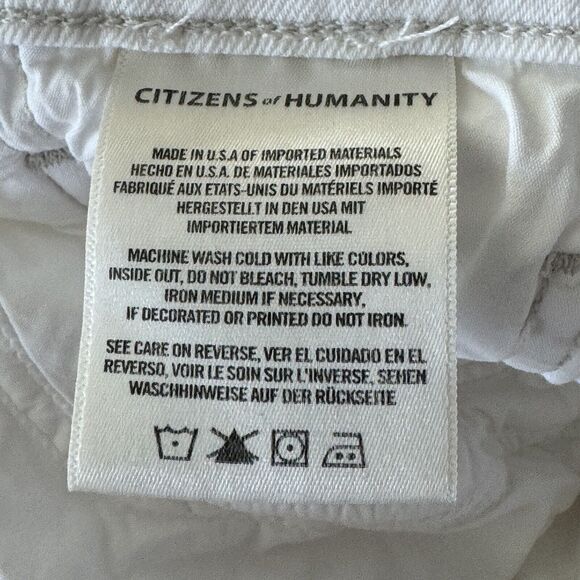 CITIZENS of HUMANITY
MADE IN U.S.A OF IMPORTED MATERIALS
HECHO EN U.S.A. DE MATERIALES IMPORTADOS
FABRIQUÉ AUX ETATS-UNIS DU MATÉRIELS IMPORTÉ
HERGESTELLT IN DEN USA MIT
IMPORTIERTEM MATERIAL
MACHINE WASH COLD WITH LIKE COLORS,
INSIDE OUT, DO NOT BLEACH, TUMBLE DRY LOW,
IRON MEDIUM IF NECESSARY,
IF DECORATED OR PRINTED DO NOT IRON.
SEE CARE ON REVERSE, VER EL CUIDADO EN EL
REVERSO, VOIR LE SOIN SUR L'INVERSE, SEHEN
WASCHHINWEISE AUF DER RÜCKSEITE